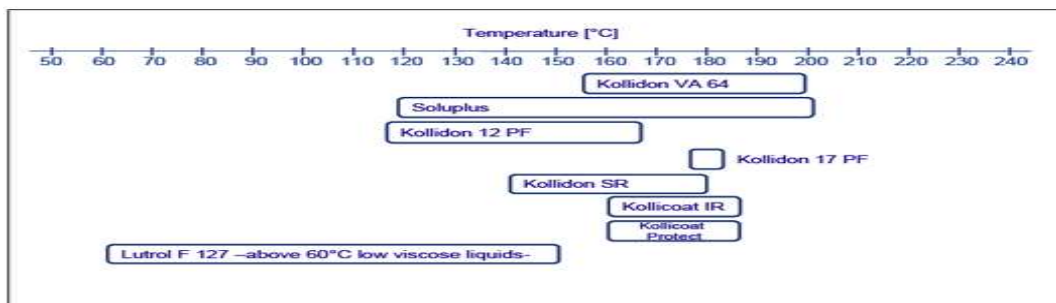 Temperature [°C]
50 60 70 80 90 100 110 120 130 140 150 160 170 180 190 200 210 220 230 240
Kollidon VA 64
Soluplus
Kollidon 12 PF
Kollidon 17 PF
Kollidon SR
Kollicoat IR
Kollicoat
Protect
Lutrol F 127 –above 60°C low viscose liquids-